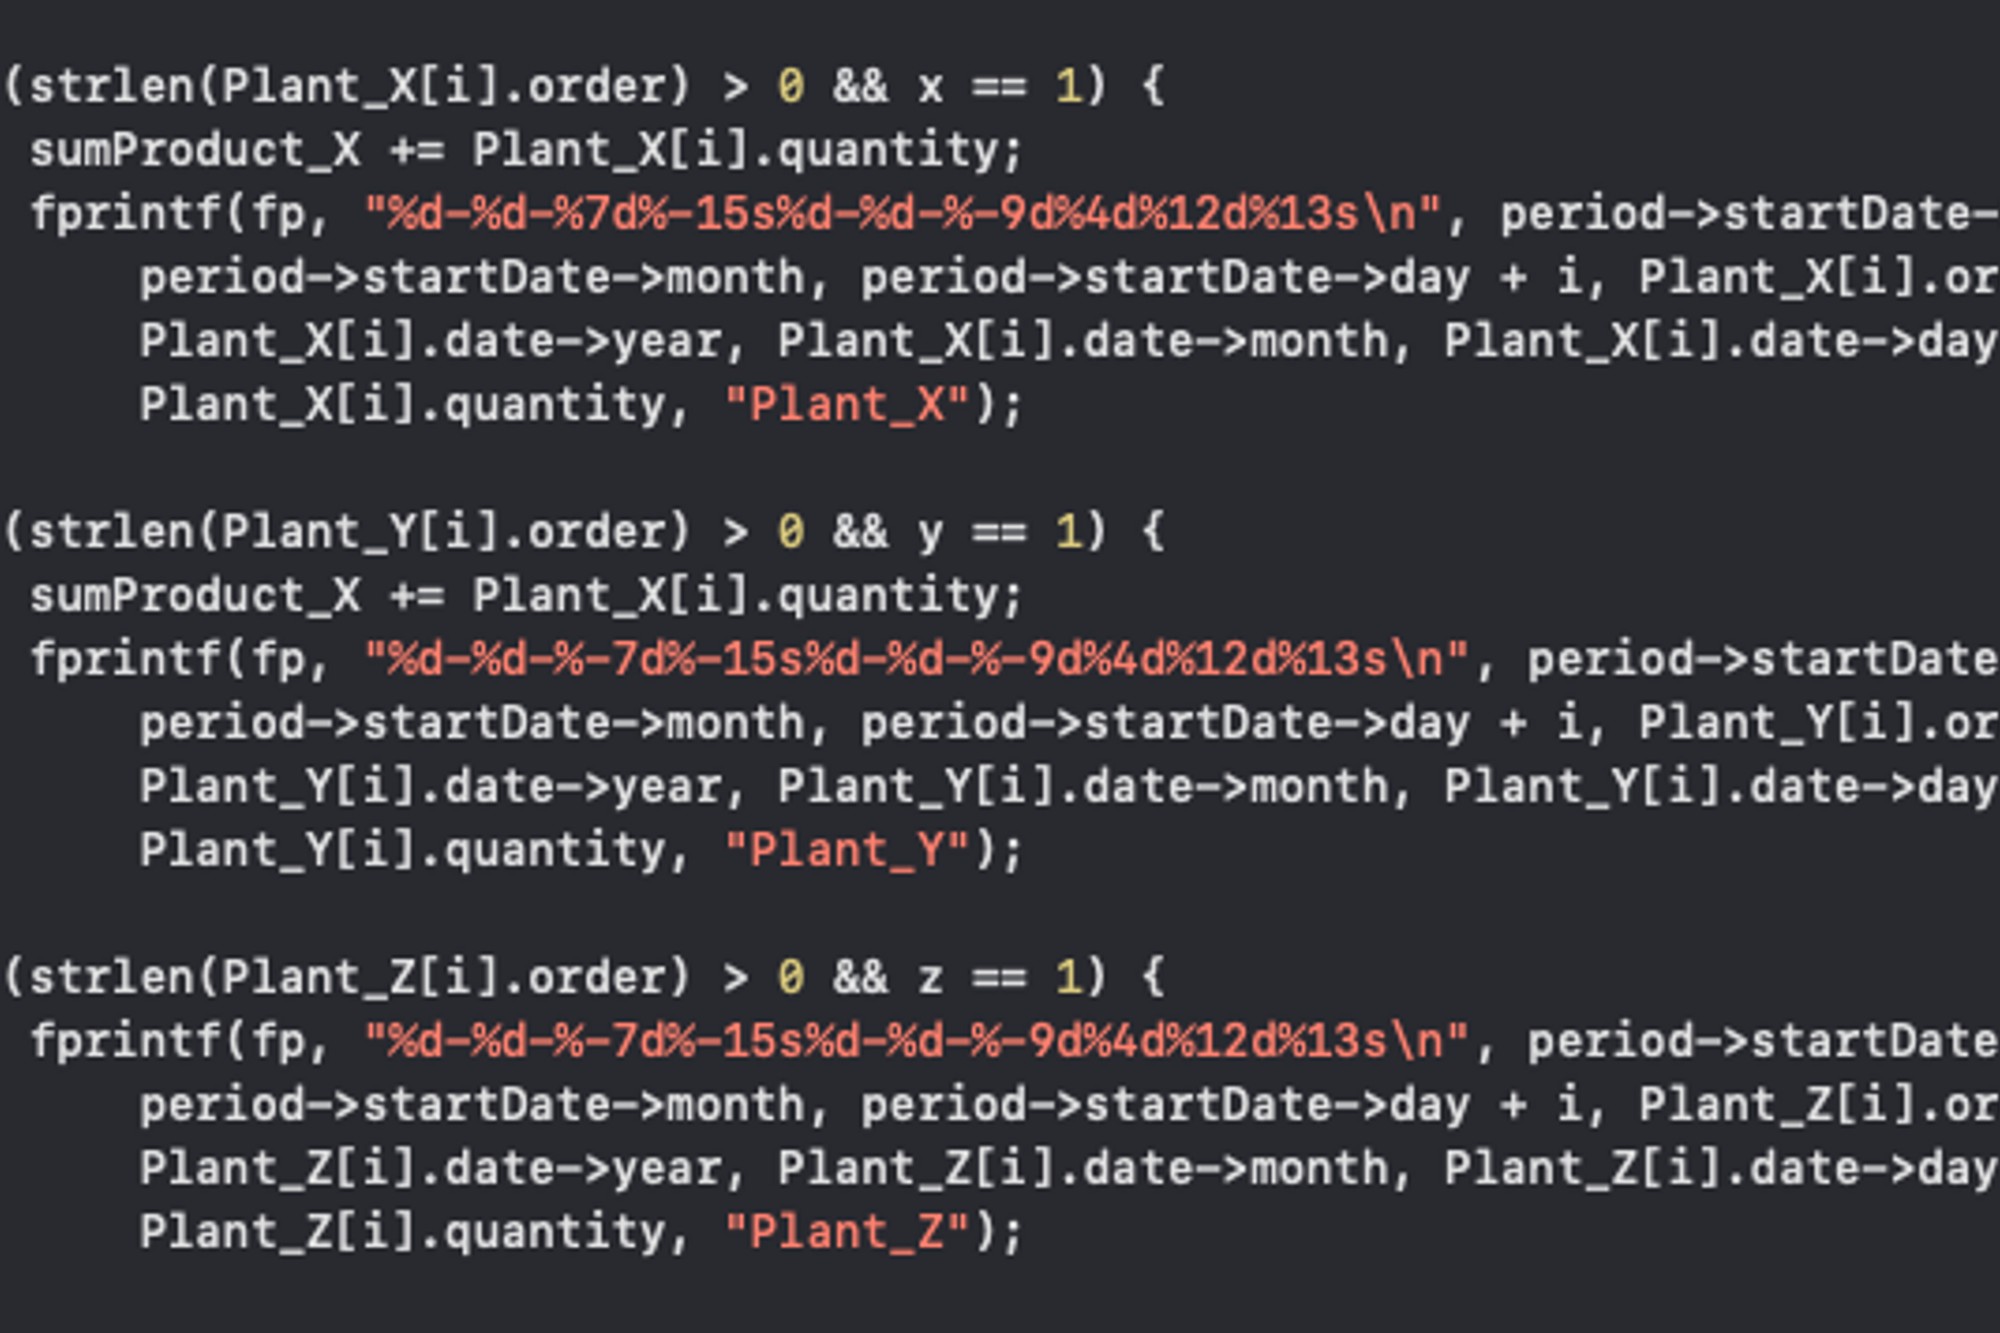 (strlen(Plant_X[i].order) > 0 && x == 1) {
sumProduct_X += Plant_X[i].quantity;
fprintf(fp, "%d-%d-%7d%-15s%d-%d-%-9d%4d%12d%13s\n", period->startDate-
period->startDate->month, period->startDate->day + i, Plant_X[i].or
Plant_X[i].date->year, Plant_X[i].date->month, Plant_X[i].date->day
Plant_X[i].quantity, "Plant_X");
(strlen(Plant_Y[i].order) > 0 && y == 1) {
sumProduct_X += Plant_X[i].quantity;
fprintf(fp, "%d-%d-%-7d%-15s%d-%d-%-9d%4d%12d%13s\n", period->startDate
period->startDate->month, period->startDate->day + i, Plant_Y[i].or
Plant_Y[i].date->year, Plant_Y[i].date->month, Plant_Y[i].date->day
Plant_Y[i].quantity, "Plant_Y");
(strlen(Plant_Z[i].order) > 0 && z == 1) {
fprintf(fp, "%d-%d-%-7d%-15s%d-%d-%-9d%4d%12d%13s\n", period->startDate
period->startDate->month, period->startDate->day + i, Plant_Z[i].or
Plant_Z[i].date->year, Plant_Z[i].date->month, Plant_Z[i].date->day
Plant_Z[i].quantity, "Plant_Z");